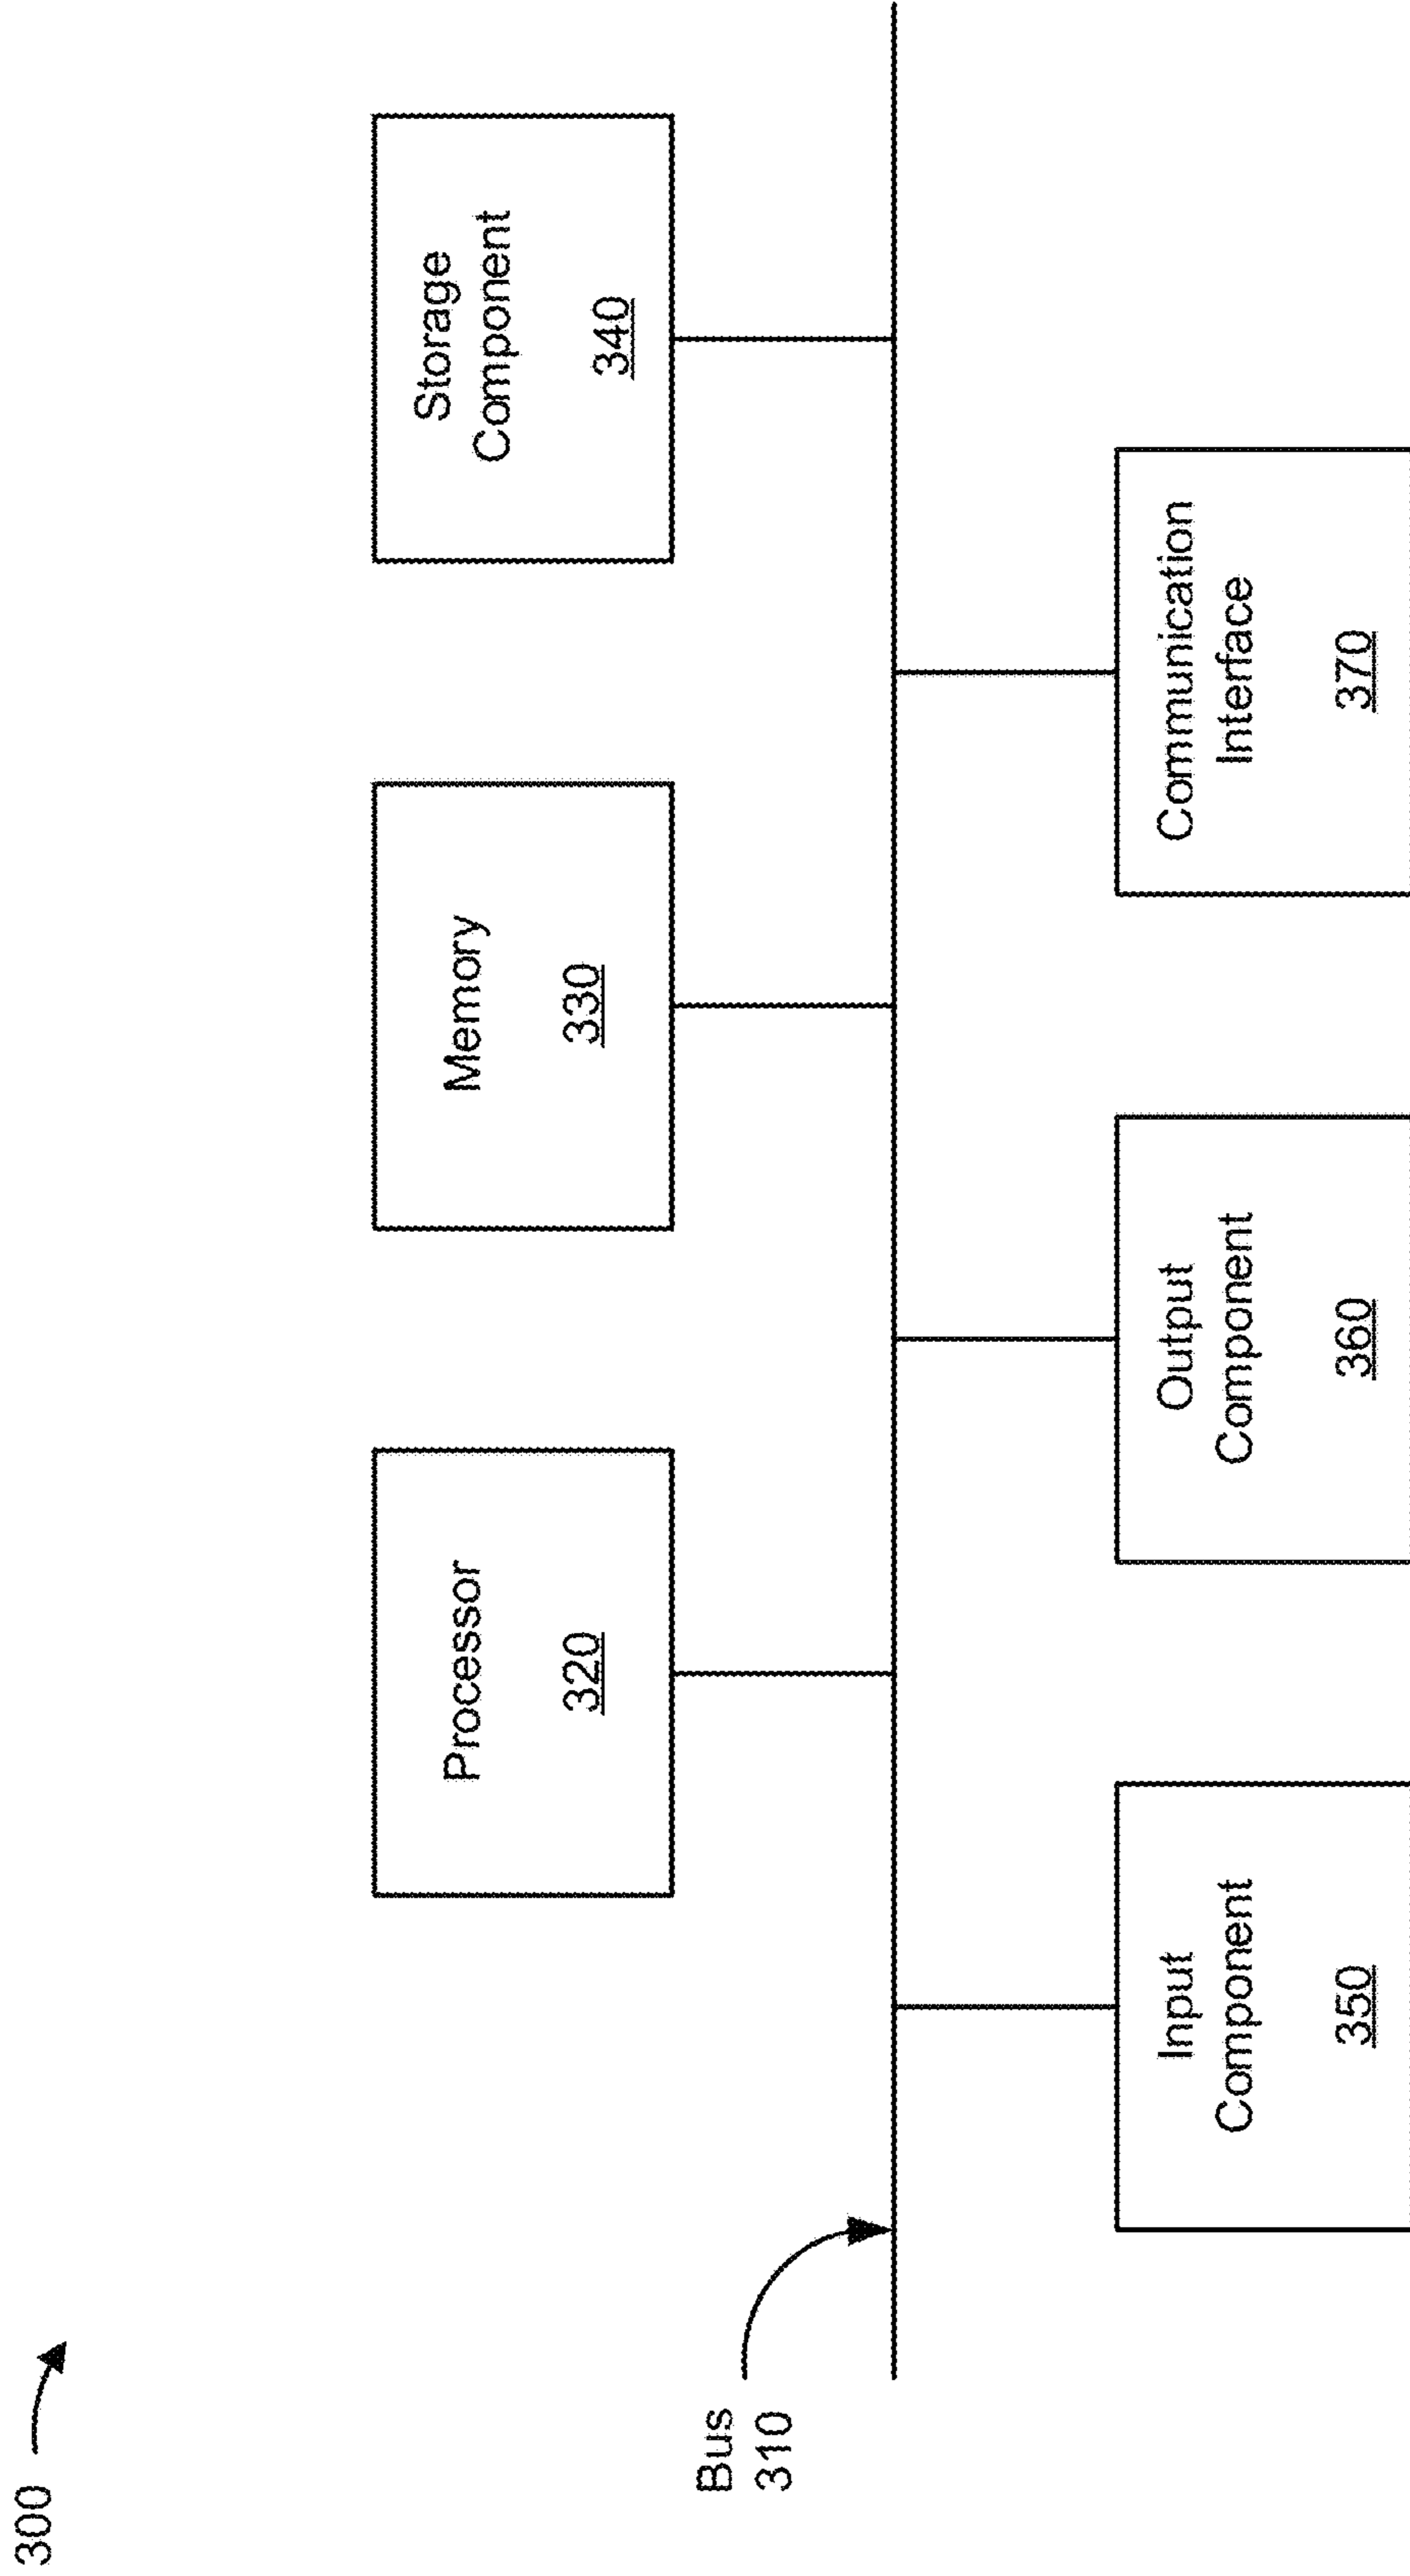 300
Processor
320
Memory
330
Storage
Component
340
Bus
310
Input
Component
350
Output
Component
360
Communication
Interface
370